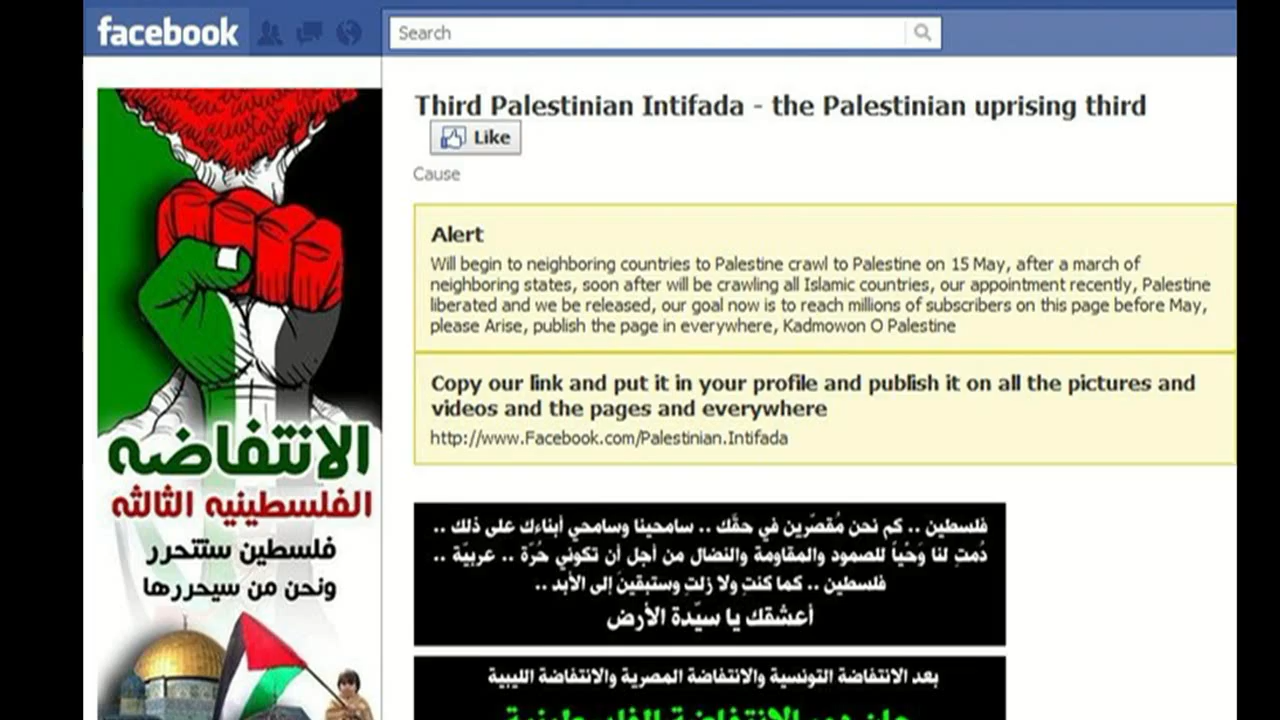 facebook
Search
Third Palestinian Intifada - the Palestinian uprising third
Like
Cause
Alert
Will begin to neighboring countries to Palestine crawl to Palestine on 15 May, after a march of
neighboring states, soon after will be crawling all Islamic countries, our appointment recently, Palestine
liberated and we be released, our goal now is to reach millions of subscribers on this page before May,
please Arise, publish the page in everywhere, Kadmowon O Palestine
Copy our link and put it in your profile and publish it on all the pictures and
videos and the pages and everywhere
http://www.Facebook.com/Palestinian.Intifada
الانتفاضه
الفلسطينيه الثالثه
فلسطين ستتحرر
ونحن من سيحررها
فلسطين .. كم نحن مُقصّرين في حقَّك .. سامحينا وسامحي أبناءك على ذلك ..
دُمتِ لنا وَحْياً للصمود والمقاومة والنضال من أجل أن تكوني حُرّة .. عربيّة ..
فلسطين .. كما كنتِ ولا زلتِ وستبقينَ إلى الأبد ..
أعشقك يا سيّدة الأرض
بعد الانتفاضة التونسية والانتفاضة المصرية والانتفاضة الليبية
الانتفاضة الفلسطينية